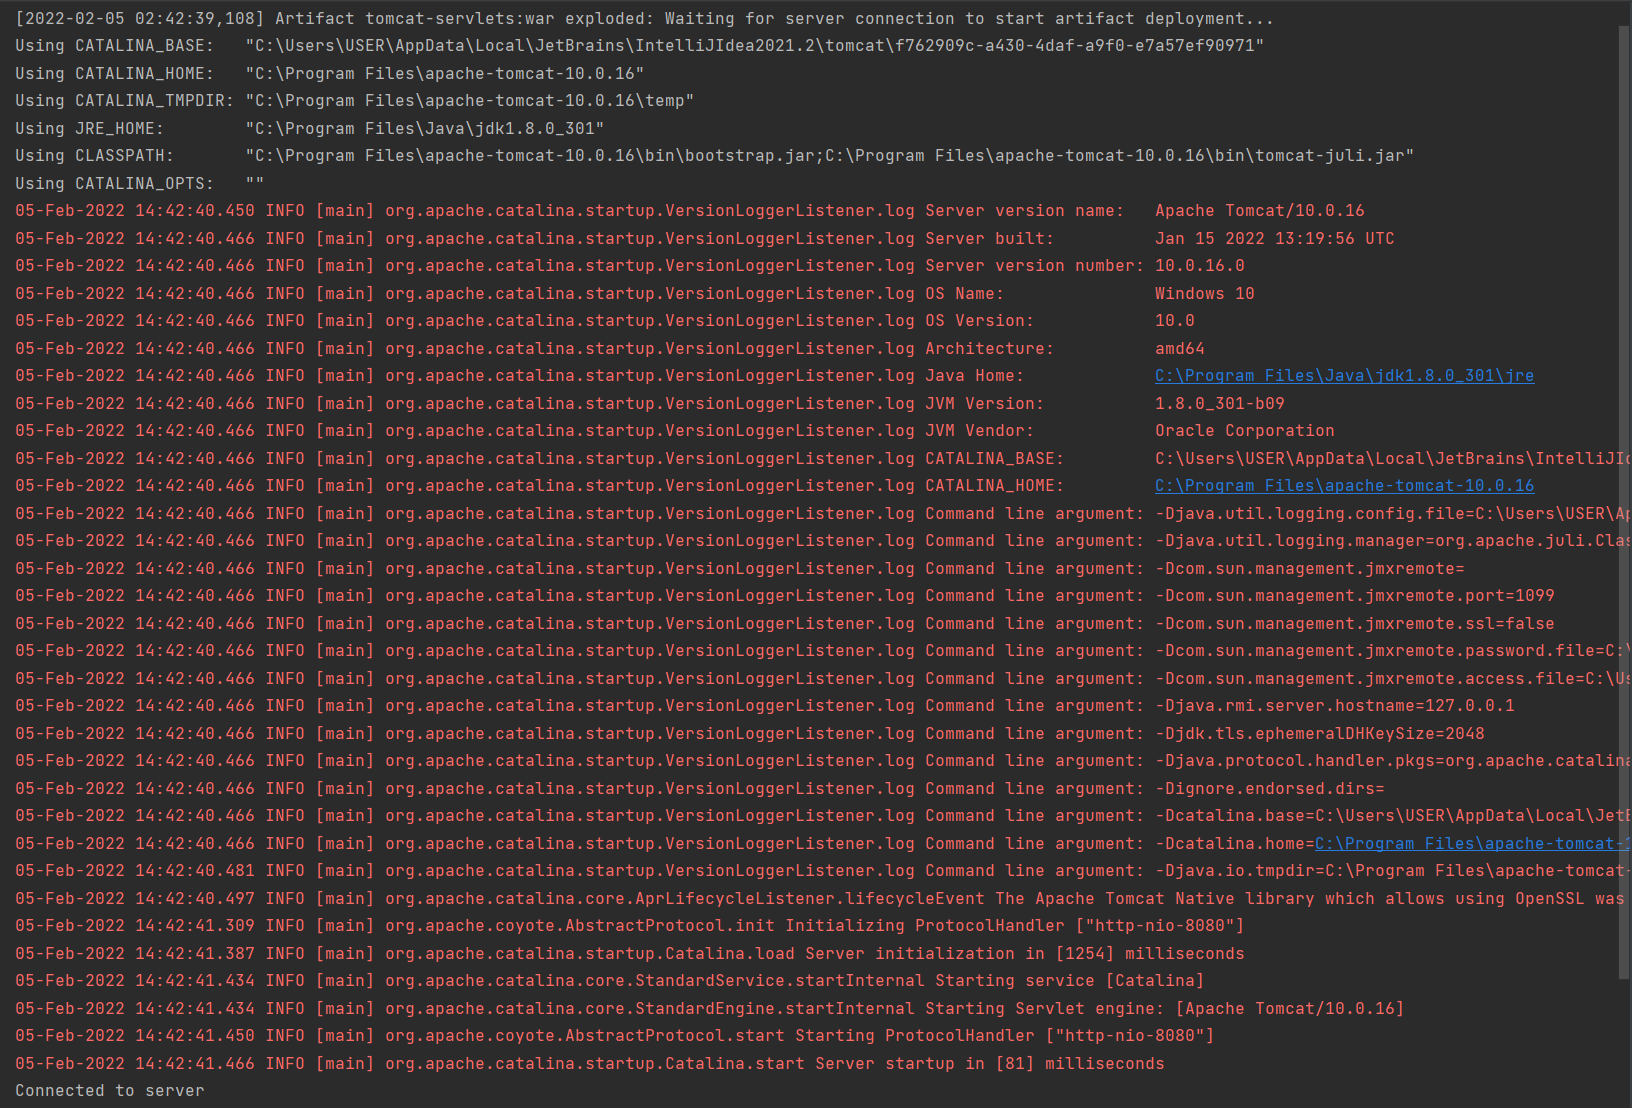 [2022-02-05 02:42:39,108] Artifact tomcat-servlets:war exploded: Waiting for server connection to start artifact deployment...
Using CATALINA_BASE:   "C:\Users\USER\AppData\Local\JetBrains\IntelliJIdea2021.2\tomcat\f762909c-a430-4daf-a9f0-e7a57ef90971"
Using CATALINA_HOME:   "C:\Program Files\apache-tomcat-10.0.16"
Using CATALINA_TMPDIR: "C:\Program Files\apache-tomcat-10.0.16\temp"
Using JRE_HOME:        "C:\Program Files\Java\jdk1.8.0_301"
Using CLASSPATH:       "C:\Program Files\apache-tomcat-10.0.16\bin\bootstrap.jar;C:\Program Files\apache-tomcat-10.0.16\bin\tomcat-juli.jar"
Using CATALINA_OPTS:   ""
05-Feb-2022 14:42:40.450 INFO [main] org.apache.catalina.startup.VersionLoggerListener.log Server version name:   Apache Tomcat/10.0.16
05-Feb-2022 14:42:40.466 INFO [main] org.apache.catalina.startup.VersionLoggerListener.log Server built:          Jan 15 2022 13:19:56 UTC
05-Feb-2022 14:42:40.466 INFO [main] org.apache.catalina.startup.VersionLoggerListener.log Server version number: 10.0.16.0
05-Feb-2022 14:42:40.466 INFO [main] org.apache.catalina.startup.VersionLoggerListener.log OS Name:               Windows 10
05-Feb-2022 14:42:40.466 INFO [main] org.apache.catalina.startup.VersionLoggerListener.log OS Version:            10.0
05-Feb-2022 14:42:40.466 INFO [main] org.apache.catalina.startup.VersionLoggerListener.log Architecture:          amd64
05-Feb-2022 14:42:40.466 INFO [main] org.apache.catalina.startup.VersionLoggerListener.log Java Home:             C:\Program Files\Java\jdk1.8.0_301\jre
05-Feb-2022 14:42:40.466 INFO [main] org.apache.catalina.startup.VersionLoggerListener.log JVM Version:           1.8.0_301-b09
05-Feb-2022 14:42:40.466 INFO [main] org.apache.catalina.startup.VersionLoggerListener.log JVM Vendor:            Oracle Corporation
05-Feb-2022 14:42:40.466 INFO [main] org.apache.catalina.startup.VersionLoggerListener.log CATALINA_BASE:         C:\Users\USER\AppData\Local\JetBrains\IntelliJId
05-Feb-2022 14:42:40.466 INFO [main] org.apache.catalina.startup.VersionLoggerListener.log CATALINA_HOME:         C:\Program Files\apache-tomcat-10.0.16
05-Feb-2022 14:42:40.466 INFO [main] org.apache.catalina.startup.VersionLoggerListener.log Command line argument: -Djava.util.logging.config.file=C:\Users\USER\Ap
05-Feb-2022 14:42:40.466 INFO [main] org.apache.catalina.startup.VersionLoggerListener.log Command line argument: -Djava.util.logging.manager=org.apache.juli.Clas
05-Feb-2022 14:42:40.466 INFO [main] org.apache.catalina.startup.VersionLoggerListener.log Command line argument: -Dcom.sun.management.jmxremote=
05-Feb-2022 14:42:40.466 INFO [main] org.apache.catalina.startup.VersionLoggerListener.log Command line argument: -Dcom.sun.management.jmxremote.port=1099
05-Feb-2022 14:42:40.466 INFO [main] org.apache.catalina.startup.VersionLoggerListener.log Command line argument: -Dcom.sun.management.jmxremote.ssl=false
05-Feb-2022 14:42:40.466 INFO [main] org.apache.catalina.startup.VersionLoggerListener.log Command line argument: -Dcom.sun.management.jmxremote.password.file=C:\
05-Feb-2022 14:42:40.466 INFO [main] org.apache.catalina.startup.VersionLoggerListener.log Command line argument: -Dcom.sun.management.jmxremote.access.file=C:\Us
05-Feb-2022 14:42:40.466 INFO [main] org.apache.catalina.startup.VersionLoggerListener.log Command line argument: -Djava.rmi.server.hostname=127.0.0.1
05-Feb-2022 14:42:40.466 INFO [main] org.apache.catalina.startup.VersionLoggerListener.log Command line argument: -Djdk.tls.ephemeralDHKeySize=2048
05-Feb-2022 14:42:40.466 INFO [main] org.apache.catalina.startup.VersionLoggerListener.log Command line argument: -Djava.protocol.handler.pkgs=org.apache.catalina
05-Feb-2022 14:42:40.466 INFO [main] org.apache.catalina.startup.VersionLoggerListener.log Command line argument: -Dignore.endorsed.dirs=
05-Feb-2022 14:42:40.466 INFO [main] org.apache.catalina.startup.VersionLoggerListener.log Command line argument: -Dcatalina.base=C:\Users\USER\AppData\Local\JetB
05-Feb-2022 14:42:40.466 INFO [main] org.apache.catalina.startup.VersionLoggerListener.log Command line argument: -Dcatalina.home=C:\Program Files\apache-tomcat-1
05-Feb-2022 14:42:40.481 INFO [main] org.apache.catalina.startup.VersionLoggerListener.log Command line argument: -Djava.io.tmpdir=C:\Program Files\apache-tomcat-
05-Feb-2022 14:42:40.497 INFO [main] org.apache.catalina.core.AprLifecycleListener.lifecycleEvent The Apache Tomcat Native library which allows using OpenSSL was
05-Feb-2022 14:42:41.309 INFO [main] org.apache.coyote.AbstractProtocol.init Initializing ProtocolHandler ["http-nio-8080"]
05-Feb-2022 14:42:41.387 INFO [main] org.apache.catalina.startup.Catalina.load Server initialization in [1254] milliseconds
05-Feb-2022 14:42:41.434 INFO [main] org.apache.catalina.core.StandardService.startInternal Starting service [Catalina]
05-Feb-2022 14:42:41.434 INFO [main] org.apache.catalina.core.StandardEngine.startInternal Starting Servlet engine: [Apache Tomcat/10.0.16]
05-Feb-2022 14:42:41.450 INFO [main] org.apache.coyote.AbstractProtocol.start Starting ProtocolHandler ["http-nio-8080"]
05-Feb-2022 14:42:41.466 INFO [main] org.apache.catalina.startup.Catalina.start Server startup in [81] milliseconds
Connected to server